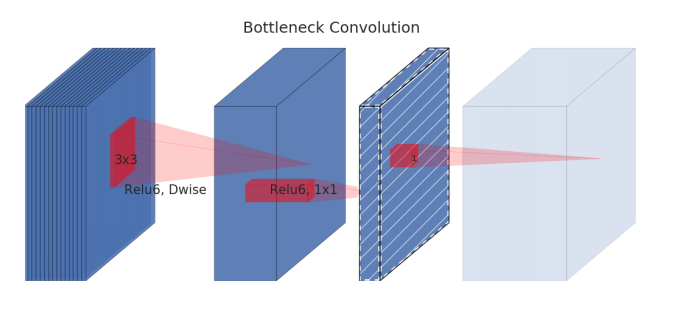 Bottleneck Convolution
3x3
1
Relu6, Dwise
Relu6, 1x1